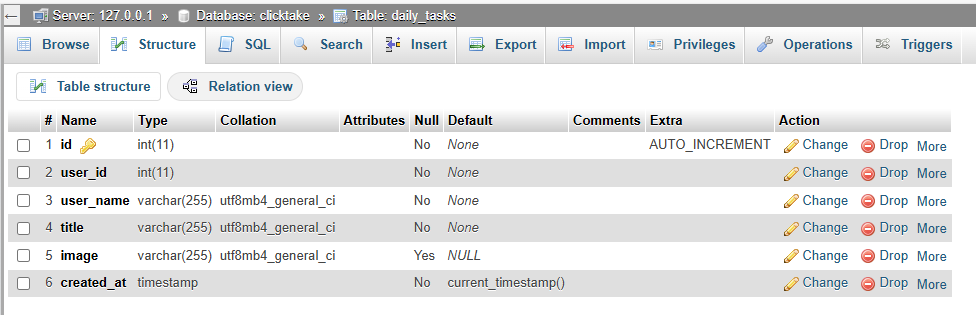 ← Server: 127.0.0.1 » Database: clicktake » Table: daily_tasks
Browse Structure SQL Search Insert Export Import Privileges Operations Triggers
Table structure Relation view
# Name Type Collation Attributes Null Default Comments Extra Action
1 id int(11) No None AUTO_INCREMENT Change Drop More
2 user_id int(11) No None Change Drop More
3 user_name varchar(255) utf8mb4_general_ci No None Change Drop More
4 title varchar(255) utf8mb4_general_ci No None Change Drop More
5 image varchar(255) utf8mb4_general_ci Yes NULL Change Drop More
6 created_at timestamp No current_timestamp() Change Drop More